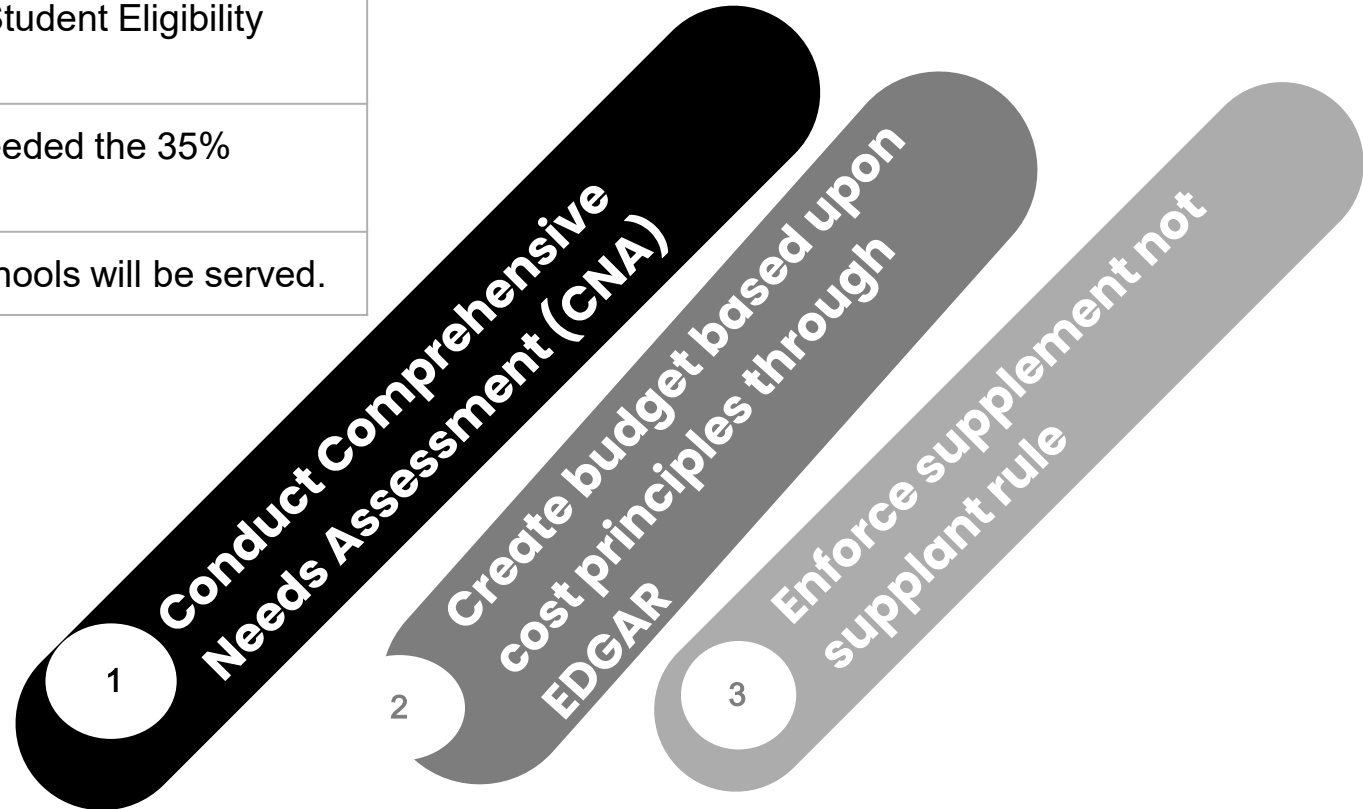 Student Eligibility
eeded the 35%
hools will be served.
Conduct Comprehensive
Needs Assessment (CNA)
1
Create budget based upon
cost principles through
EDGAR
2
Enforce supplement not
supplant rule
3